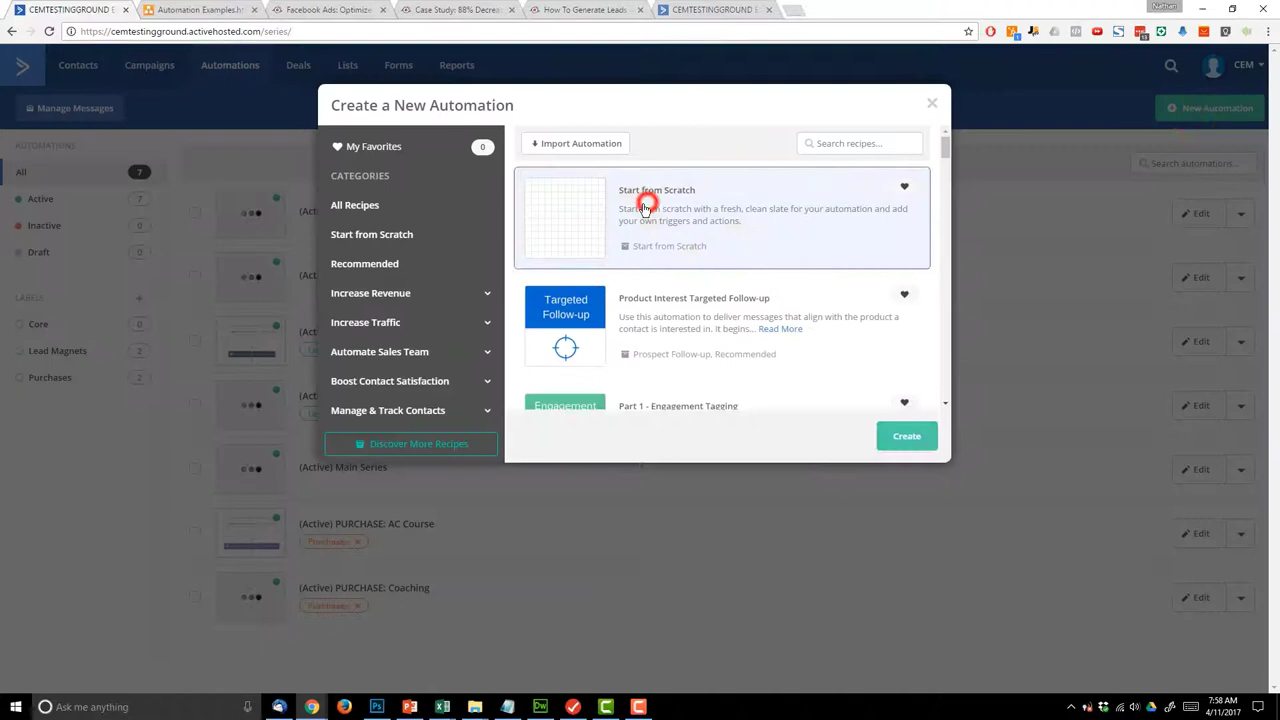 CEMTESTINGGROUND E
Automation Examples.h
Facebook Ads: Optimize
Case Study: 88% Decreas
How To Generate Leads
CEMTESTINGGROUND E
Nathan
https://cemtestingground.activehosted.com/series/
Contacts
Campaigns
Automations
Deals
Lists
Forms
Reports
CEM
Manage Messages
New Automation
Create a New Automation
AUTOMATIONS
All
7
Active
7
Inactive
0
Draft
0
LABELS
Core
0
Lead Magnets
2
Purchases
2
Search automations...
My Favorites
0
CATEGORIES
All Recipes
Start from Scratch
Recommended
Increase Revenue
Increase Traffic
Automate Sales Team
Boost Contact Satisfaction
Manage & Track Contacts
Discover More Recipes
Import Automation
Search recipes...
Start from Scratch
Start from scratch with a fresh, clean slate for your automation and add
your own triggers and actions.
Start from Scratch
Targeted
Follow-up
Product Interest Targeted Follow-up
Use this automation to deliver messages that align with the product a
contact is interested in. It begins... Read More
Prospect Follow-up, Recommended
Engagement
Part 1 - Engagement Tagging
Create
Edit
Edit
Edit
Edit
(Active) Main Series
Edit
(Active) PURCHASE: AC Course
Purchases
Edit
(Active) PURCHASE: Coaching
Purchases
Edit
Ask me anything
7:58 AM
4/11/2017